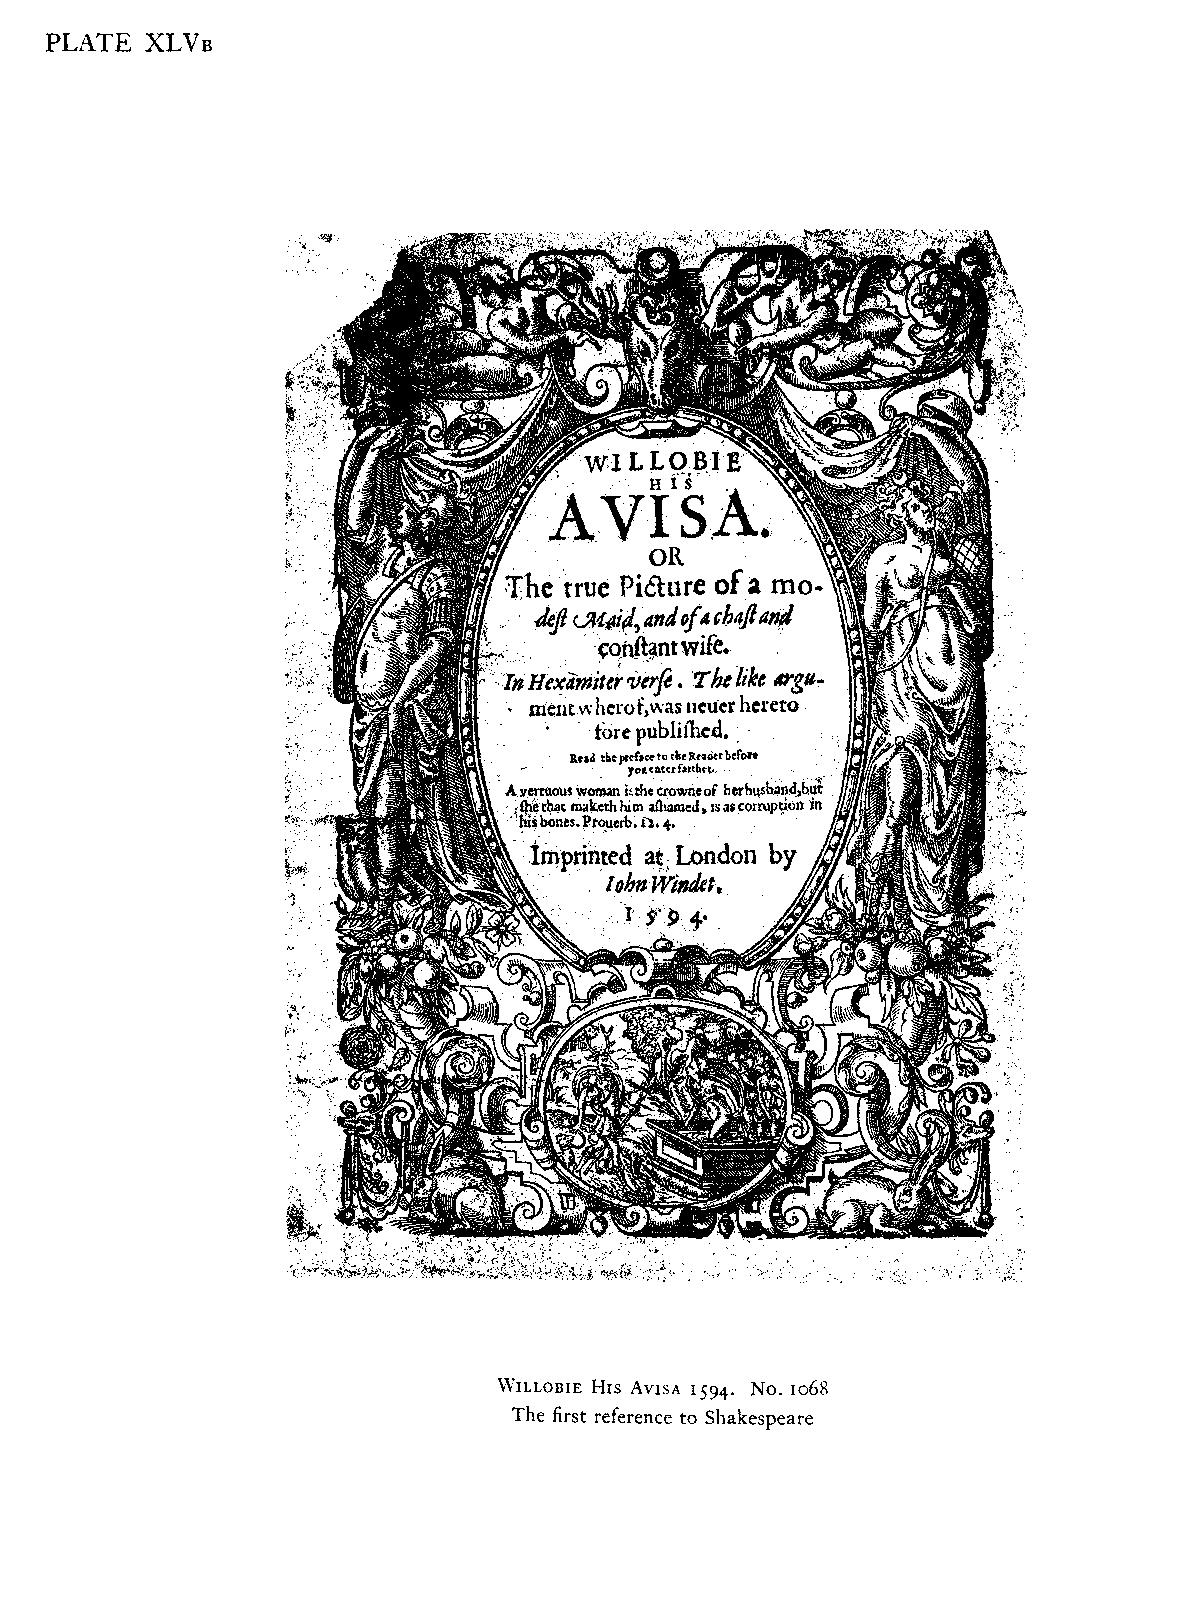 PLATE XLVB
WILLOBIE
HIS
AVISA.
OR
The true Picture of a mo-
deſt Maid, and of a chaſt and
conſtant wife.
In Hexamiter verſe. The like argu-
ment wherof, was neuer hereto
fore publiſhed.
Read the preface to the Reader before
you enter farther.
A vertuous woman is the crowne of her husband, but
ſhe that maketh him aſhamed, is as corruption in
his bones. Prouerb. 12. 4.
Imprinted at London by
Iohn Windet.
1594.
WILLOBIE HIS AVISA 1594. No. 1068
The first reference to Shakespeare